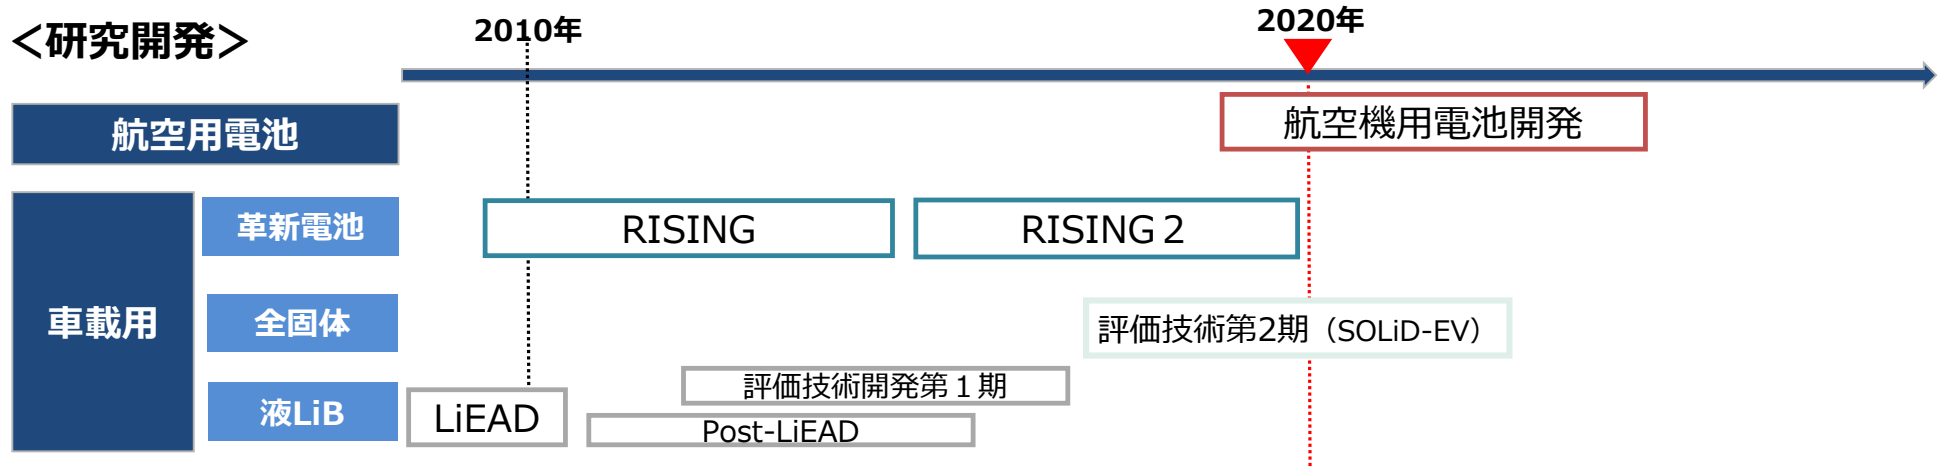 ＜研究開発＞
2010年
2020年
航空用電池
航空機用電池開発
車載用
革新電池
RISING
RISING２
全固体
評価技術第2期（SOLiD-EV）
液LiB
LiEAD
評価技術開発第１期
Post-LiEAD